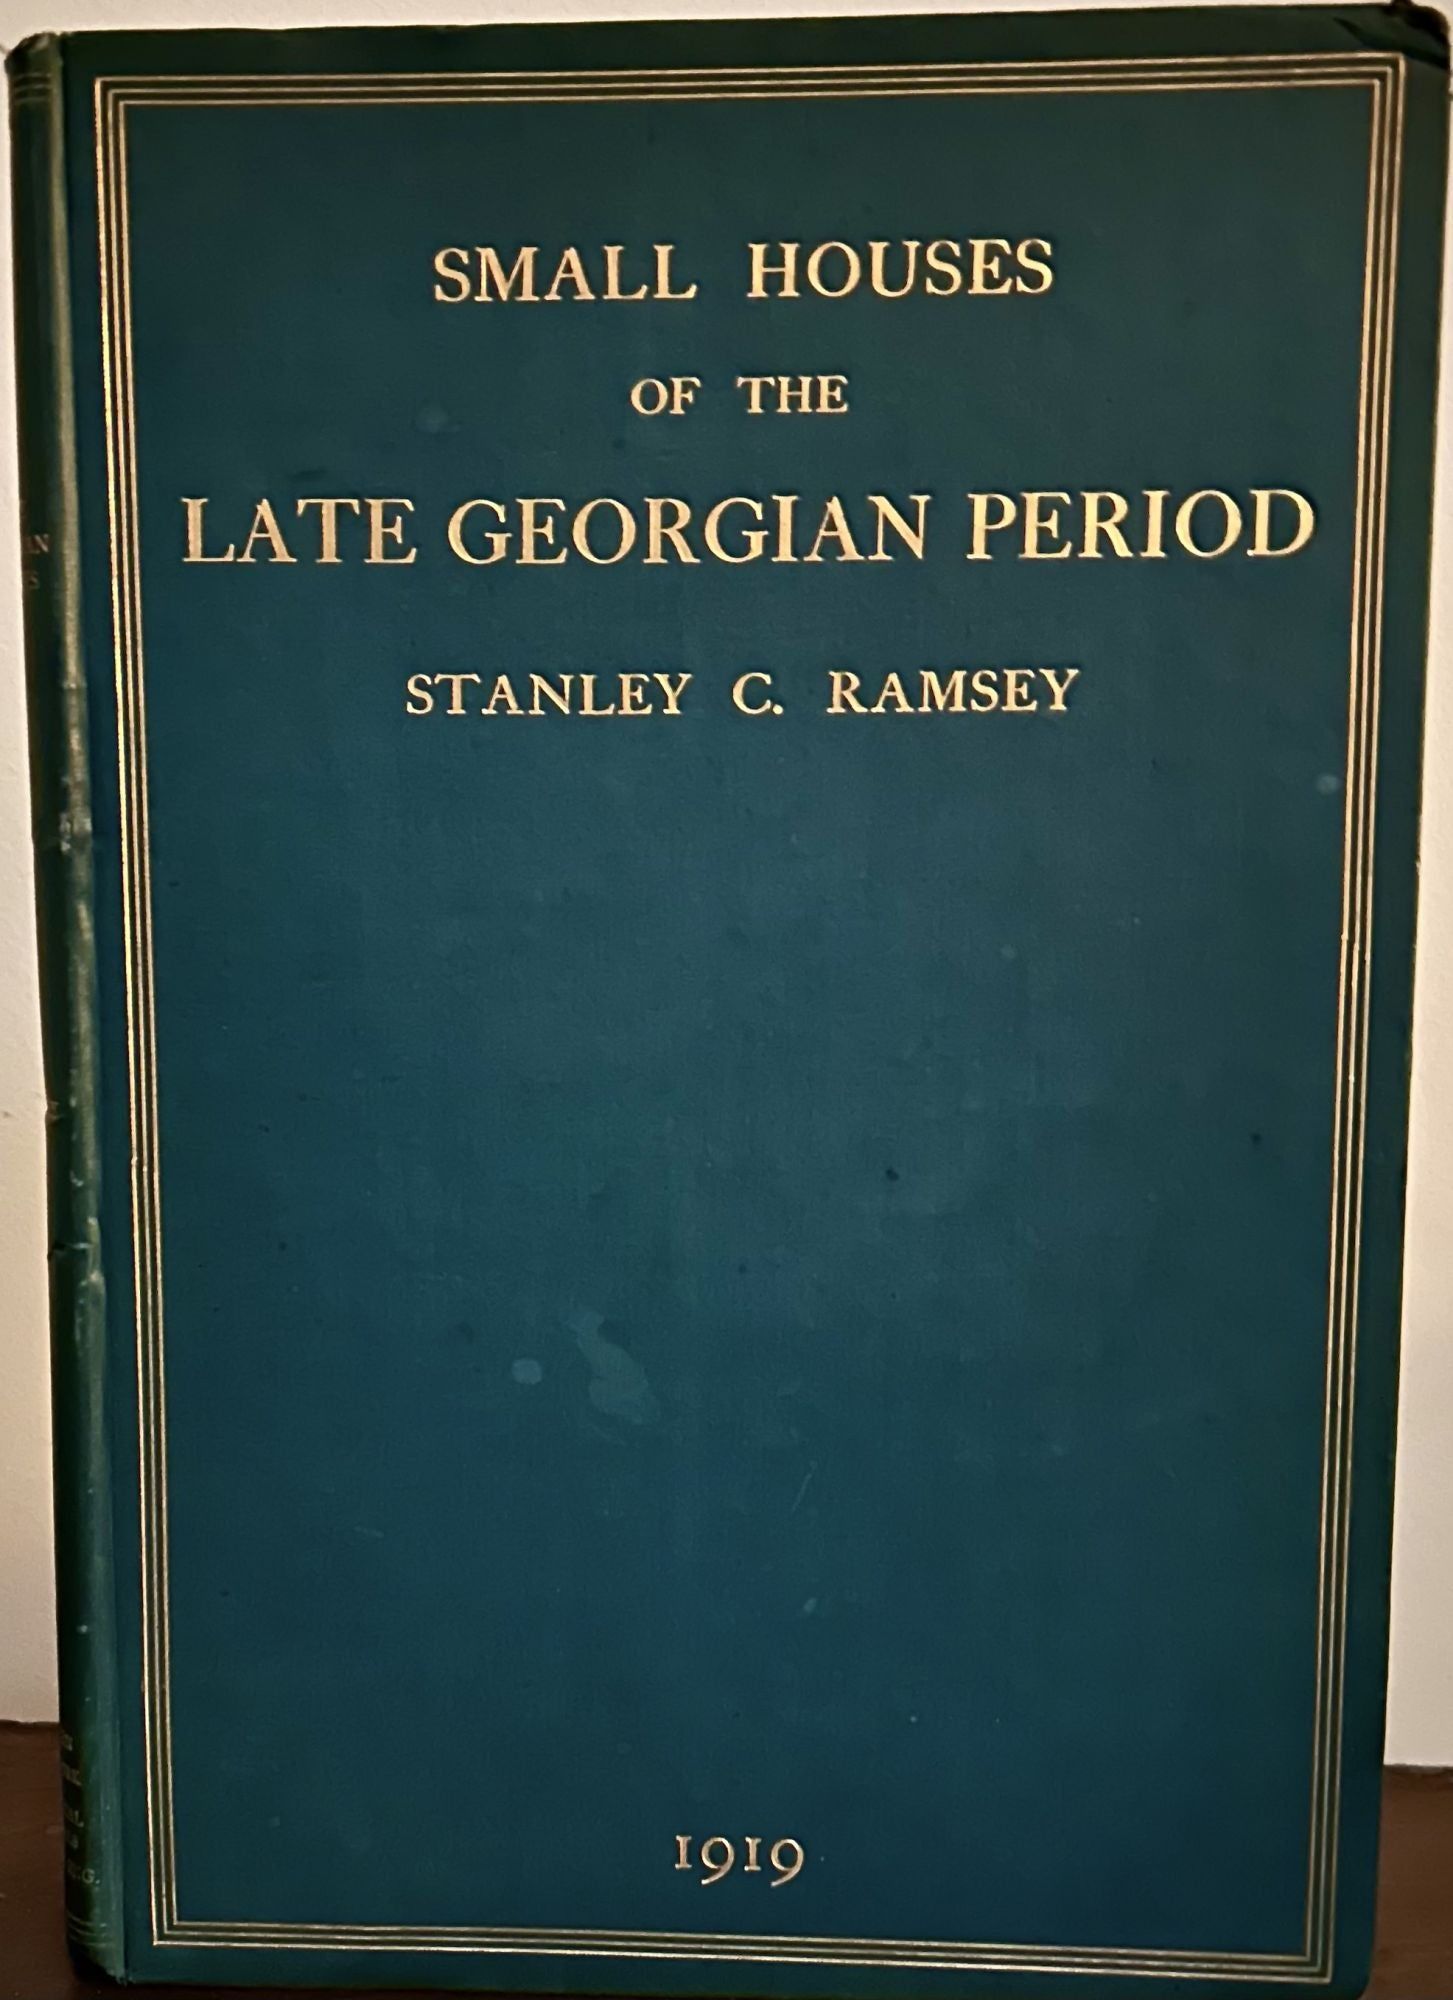 SMALL HOUSES
OF THE
LATE GEORGIAN PERIOD
STANLEY C. RAMSEY
1919